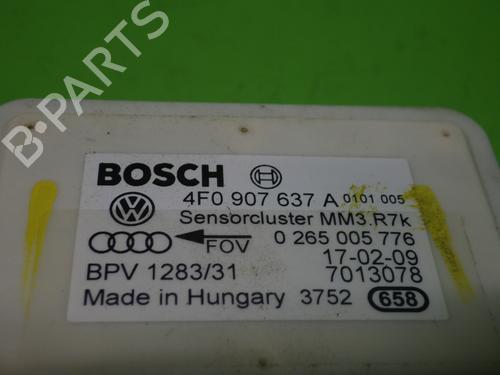 BOSCH
4F0 907 637 A 0101 005
Sensorcluster MM3.R7k
FOV 0 265 005 776
BPV 1283/31 17-02-09
7013078
Made in Hungary 3752 658
B-PARTS